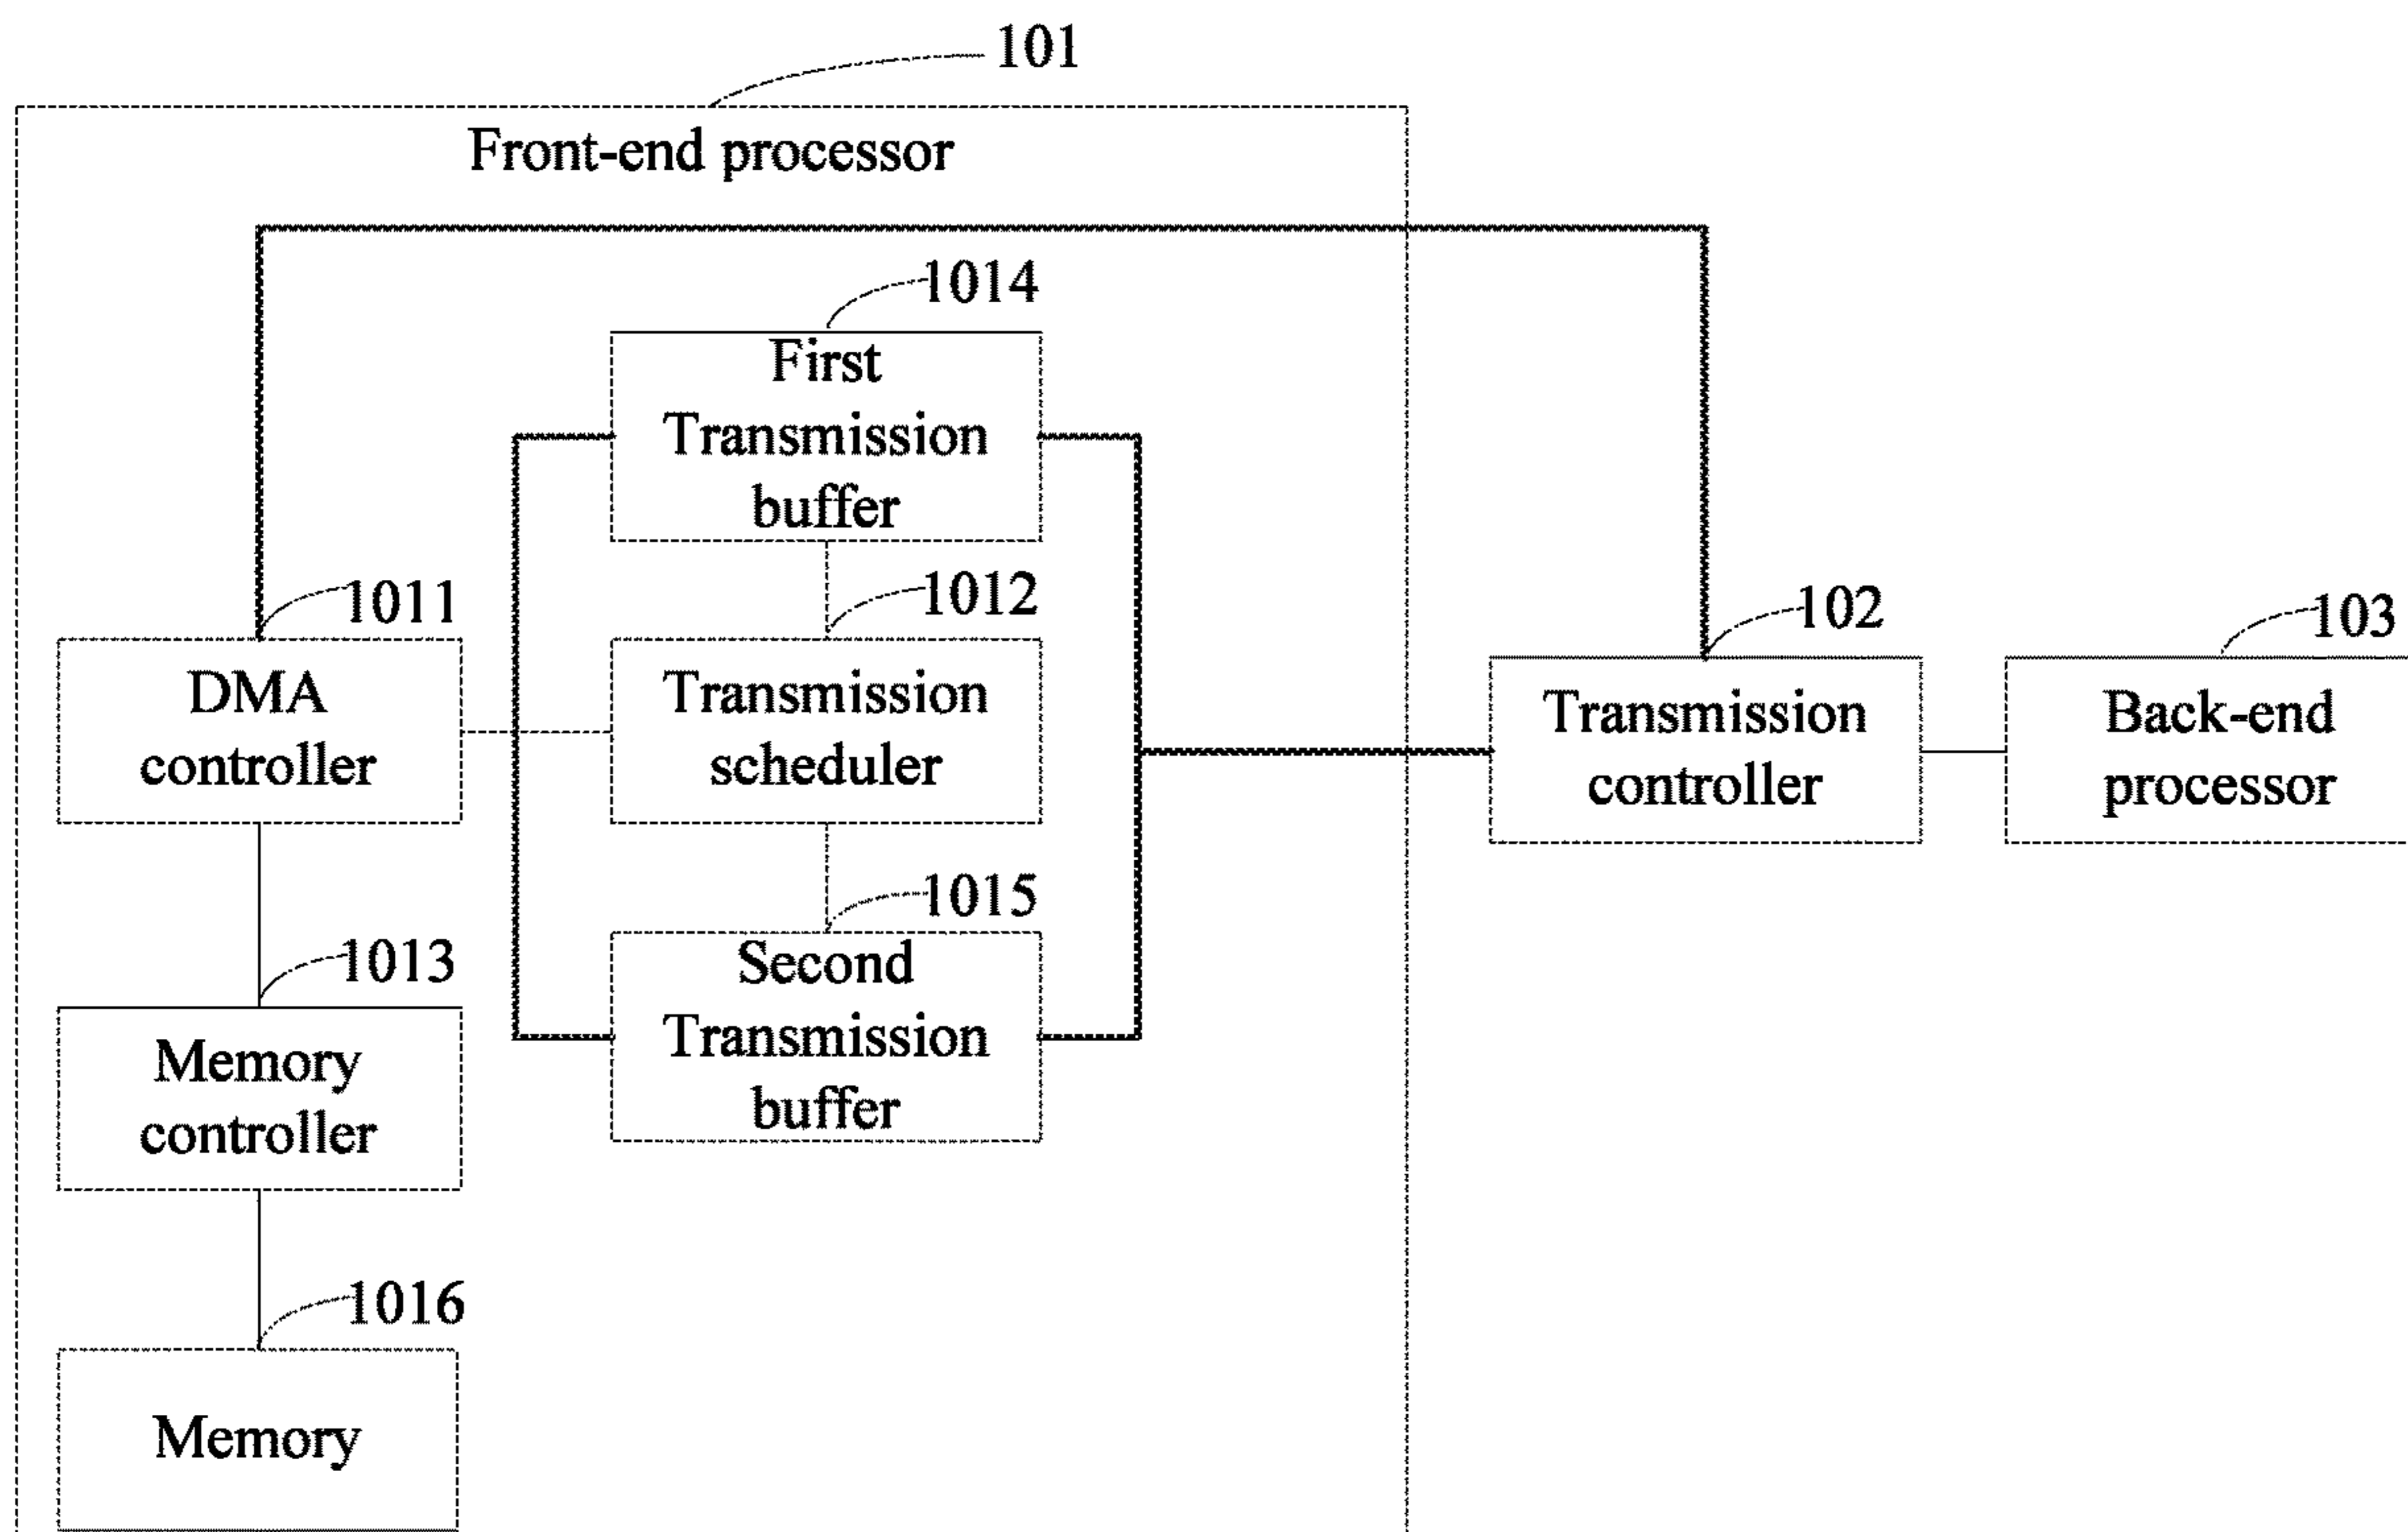 101
Front-end processor
1014
First
Transmission
buffer
1011
1012
102
103
DMA
controller
Transmission
scheduler
Transmission
controller
Back-end
processor
1013
1015
Memory
controller
Second
Transmission
buffer
1016
Memory